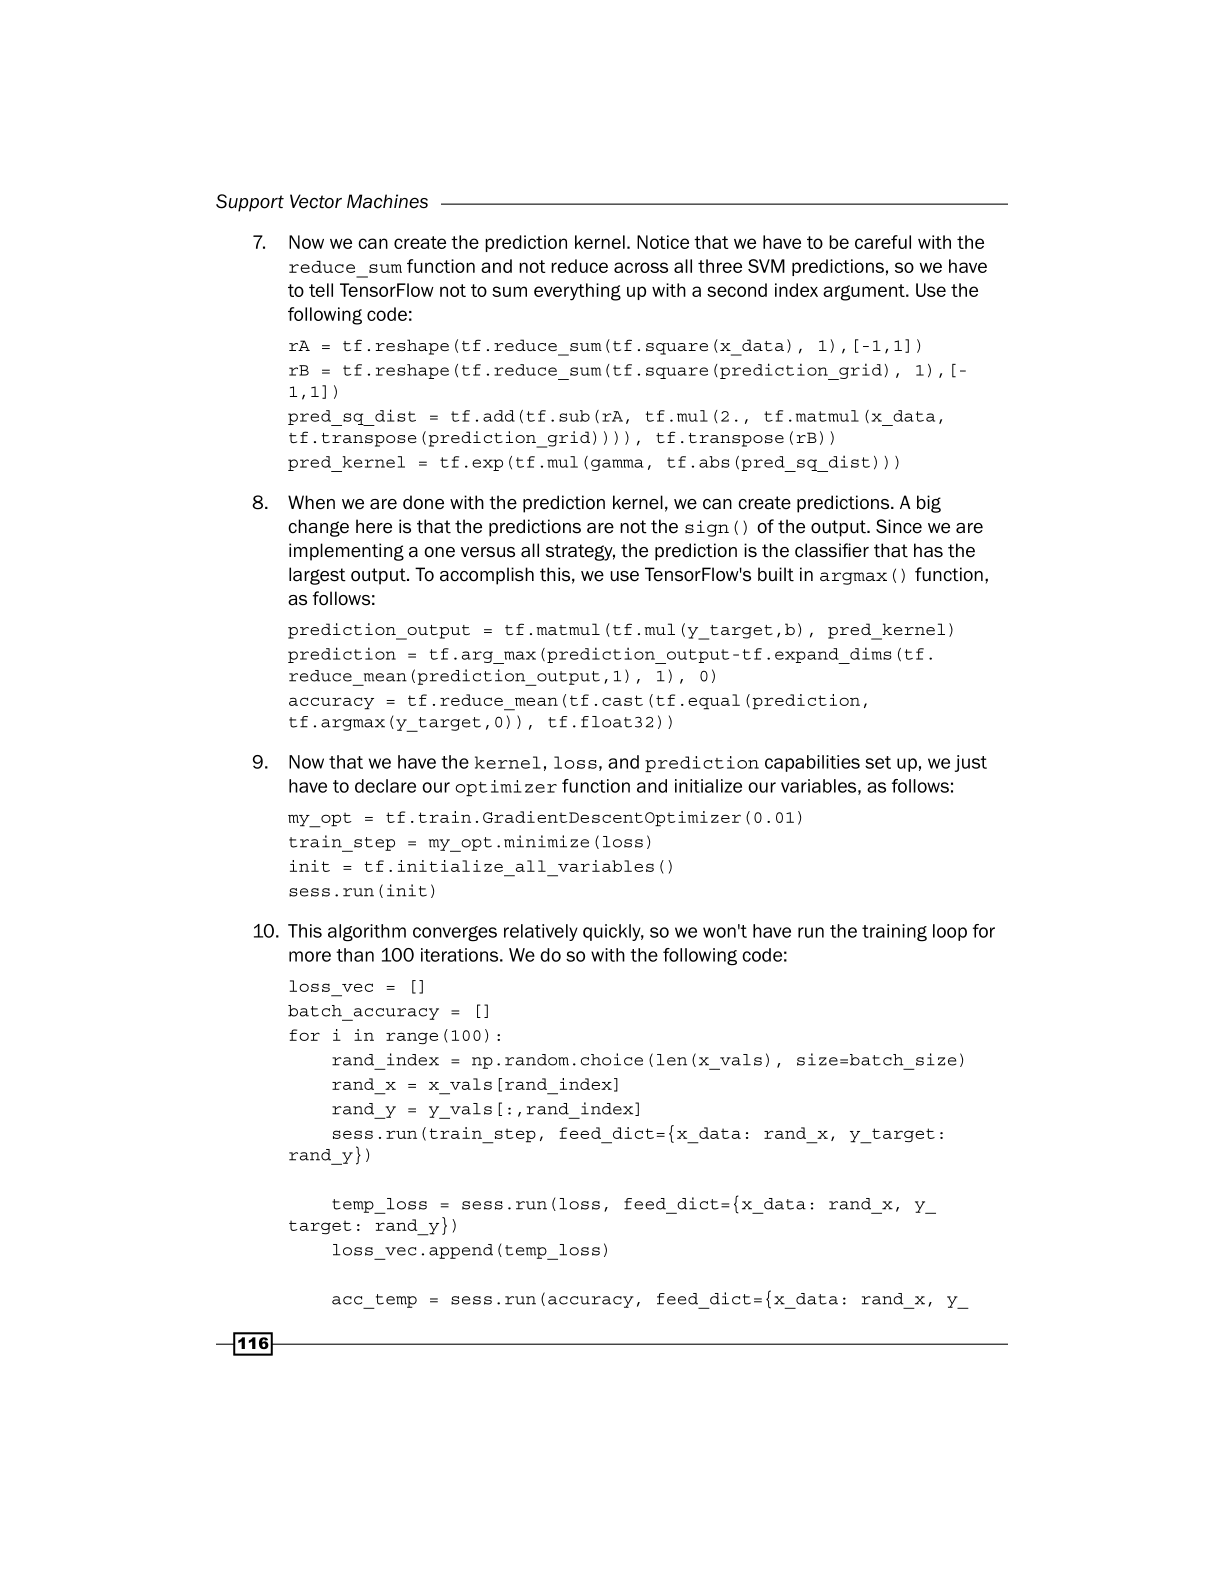 Support Vector Machines
7. Now we can create the prediction kernel. Notice that we have to be careful with the
reduce_sum function and not reduce across all three SVM predictions, so we have
to tell TensorFlow not to sum everything up with a second index argument. Use the
following code:
rA = tf.reshape(tf.reduce_sum(tf.square(x_data), 1),[-1,1])
rB = tf.reshape(tf.reduce_sum(tf.square(prediction_grid), 1),[-
1,1])
pred_sq_dist = tf.add(tf.sub(rA, tf.mul(2., tf.matmul(x_data,
tf.transpose(prediction_grid)))), tf.transpose(rB))
pred_kernel = tf.exp(tf.mul(gamma, tf.abs(pred_sq_dist)))
8. When we are done with the prediction kernel, we can create predictions. A big
change here is that the predictions are not the sign() of the output. Since we are
implementing a one versus all strategy, the prediction is the classifier that has the
largest output. To accomplish this, we use TensorFlow's built in argmax() function,
as follows:
prediction_output = tf.matmul(tf.mul(y_target,b), pred_kernel)
prediction = tf.arg_max(prediction_output-tf.expand_dims(tf.
reduce_mean(prediction_output,1), 1), 0)
accuracy = tf.reduce_mean(tf.cast(tf.equal(prediction,
tf.argmax(y_target,0)), tf.float32))
9. Now that we have the kernel, loss, and prediction capabilities set up, we just
have to declare our optimizer function and initialize our variables, as follows:
my_opt = tf.train.GradientDescentOptimizer(0.01)
train_step = my_opt.minimize(loss)
init = tf.initialize_all_variables()
sess.run(init)
10. This algorithm converges relatively quickly, so we won't have run the training loop for
more than 100 iterations. We do so with the following code:
loss_vec = []
batch_accuracy = []
for i in range(100):
    rand_index = np.random.choice(len(x_vals), size=batch_size)
    rand_x = x_vals[rand_index]
    rand_y = y_vals[:,rand_index]
    sess.run(train_step, feed_dict={x_data: rand_x, y_target:
rand_y})
    temp_loss = sess.run(loss, feed_dict={x_data: rand_x, y_
target: rand_y})
    loss_vec.append(temp_loss)
    acc_temp = sess.run(accuracy, feed_dict={x_data: rand_x, y_
116